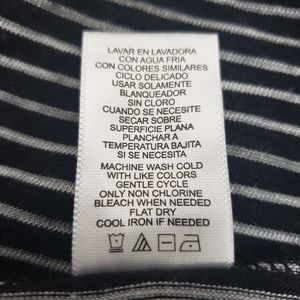 LAVAR EN LAVADORA
CON AGUA FRIA
CON COLORES SIMILARES
CICLO DELICADO
USAR SOLAMENTE
BLANQUEADOR
SIN CLORO
CUANDO SE NECESITE
SECAR SOBRE
SUPERFICIE PLANA
PLANCHAR A
TEMPERATURA BAJITA
SI SE NECESITA
MACHINE WASH COLD
WITH LIKE COLORS
GENTLE CYCLE
ONLY NON CHLORINE
BLEACH WHEN NEEDED
FLAT DRY
COOL IRON IF NEEDED